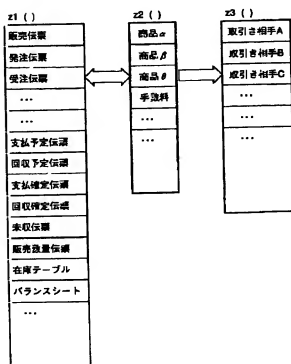 z1 ( )
販売伝票
発注伝票
受注伝票
...
...
支払予定伝票
回収予定伝票
支払確定伝票
回収確定伝票
未収伝票
販売数量伝票
在庫テーブル
バランスシート
...
z2 ( )
商品α
商品β
商品θ
手数料
...
...
z3 ( )
取引き相手A
取引き相手B
取引き相手C
...
...
...